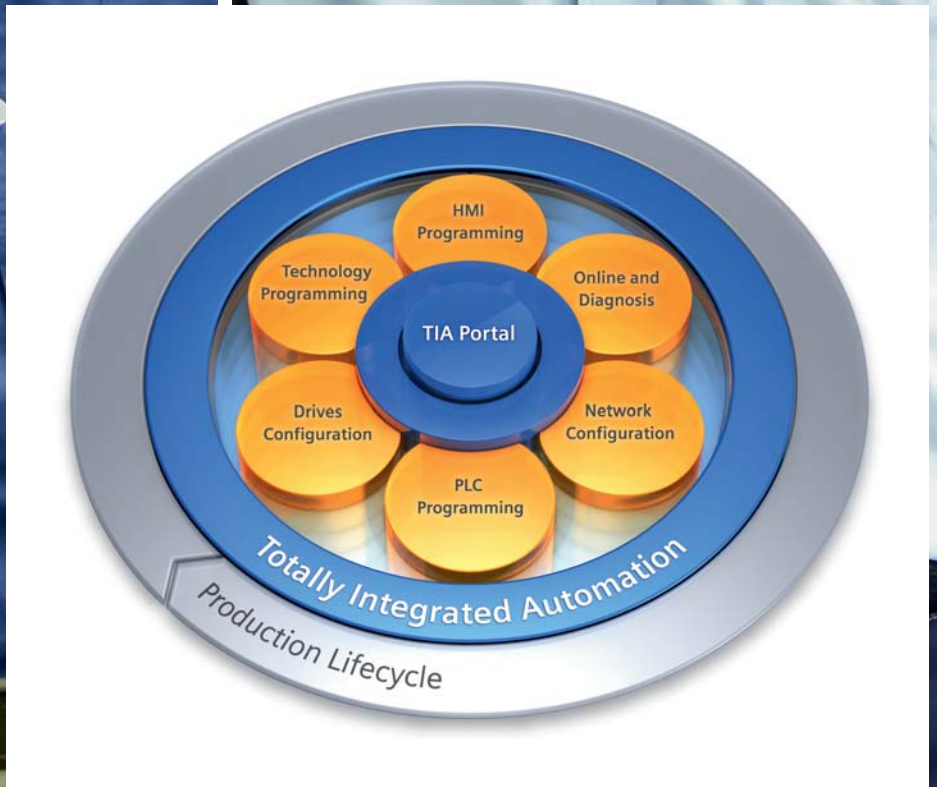 HMI
Programming
Technology
Programming
Online and
Diagnosis
TIA Portal
Drives
Configuration
Network
Configuration
PLC
Programming
Totally Integrated Automation
Production Lifecycle